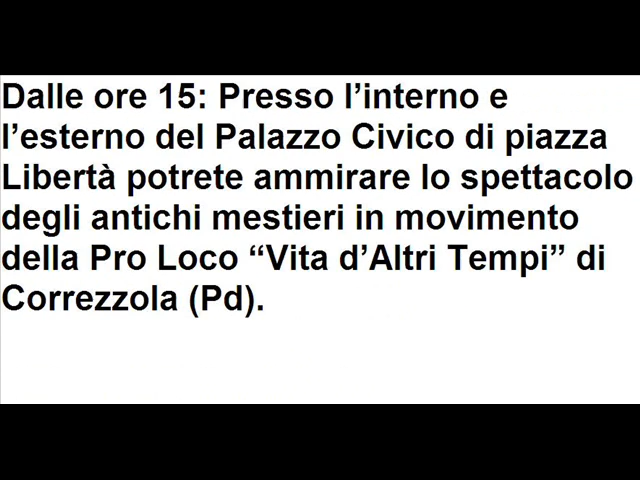 Dalle ore 15: Presso l’interno e
l’esterno del Palazzo Civico di piazza
Libertà potrete ammirare lo spettacolo
degli antichi mestieri in movimento
della Pro Loco “Vita d’Altri Tempi” di
Correzzola (Pd).